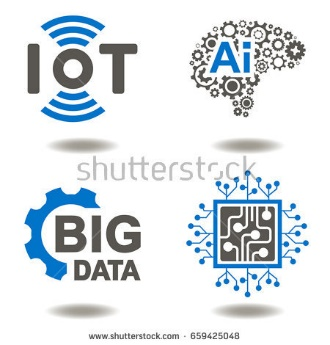 IoT
Ai
shutterstock
BIG
DATA
www.shutterstock.com · 659425048